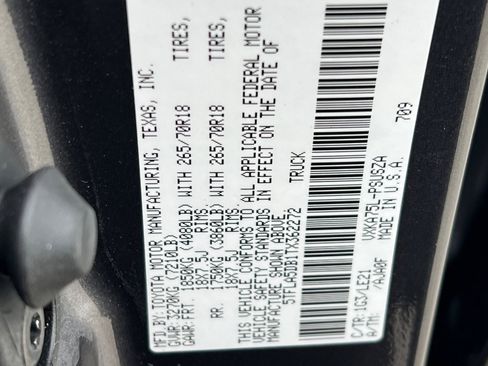 MFD BY:TOYOTA MOTOR MANUFACTURING, TEXAS, INC.
GVWR:3270KG (7210LB)
GAWR:FRT. 1850KG (4080LB) WITH 265/70R18 TIRES,
18X7.5J RIMS,
RR. 1750KG (3860LB) WITH 265/70R18 TIRES,
18X7.5J RIMS.
THIS VEHICLE CONFORMS TO ALL APPLICABLE FEDERAL MOTOR
VEHICLE SAFETY STANDARDS IN EFFECT ON THE DATE OF
MANUFACTURE SHOWN ABOVE.
5TFLA5DB1TX362272 TRUCK
709
C/TR:1G3/LE21 VXKA75L-PSUSZA
A/TM: /AJA0F MADE IN U.S.A.